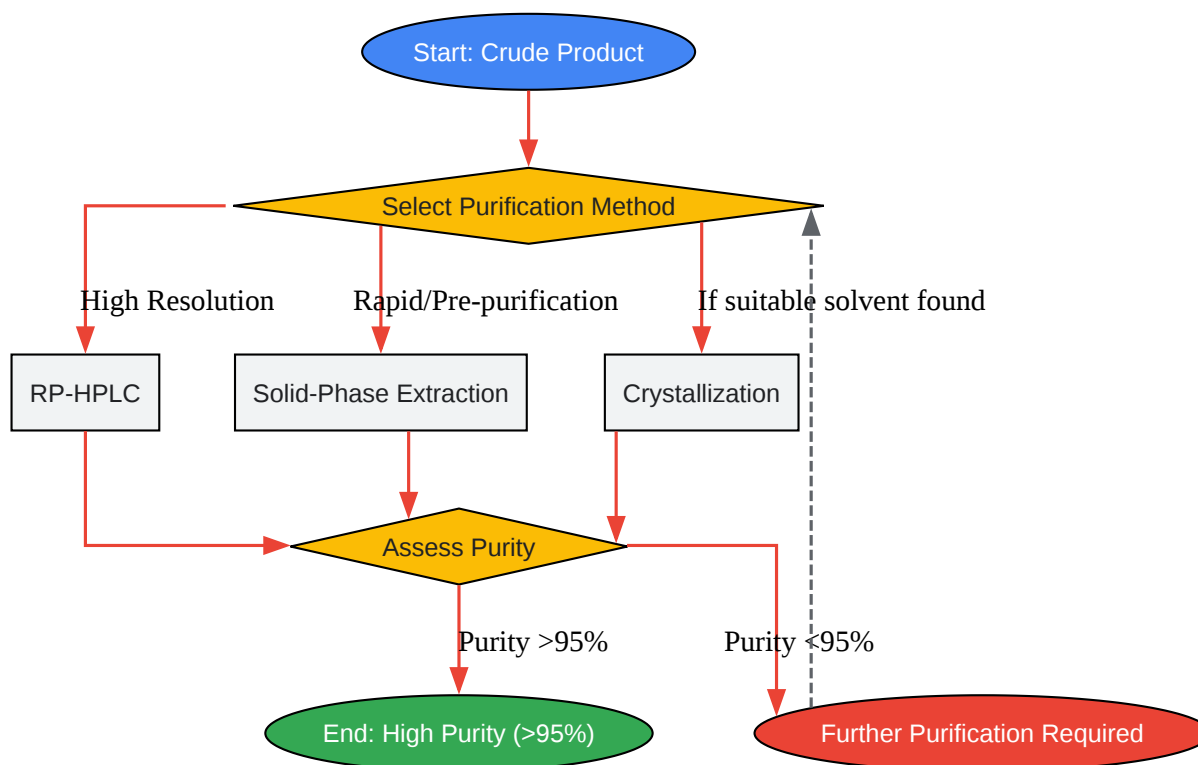 Start: Crude Product
Select Purification Method
High Resolution
Rapid/Pre-purification
If suitable solvent found
RP-HPLC
Solid-Phase Extraction
Crystallization
Assess Purity
Purity >95%
Purity <95%
End: High Purity (>95%)
Further Purification Required